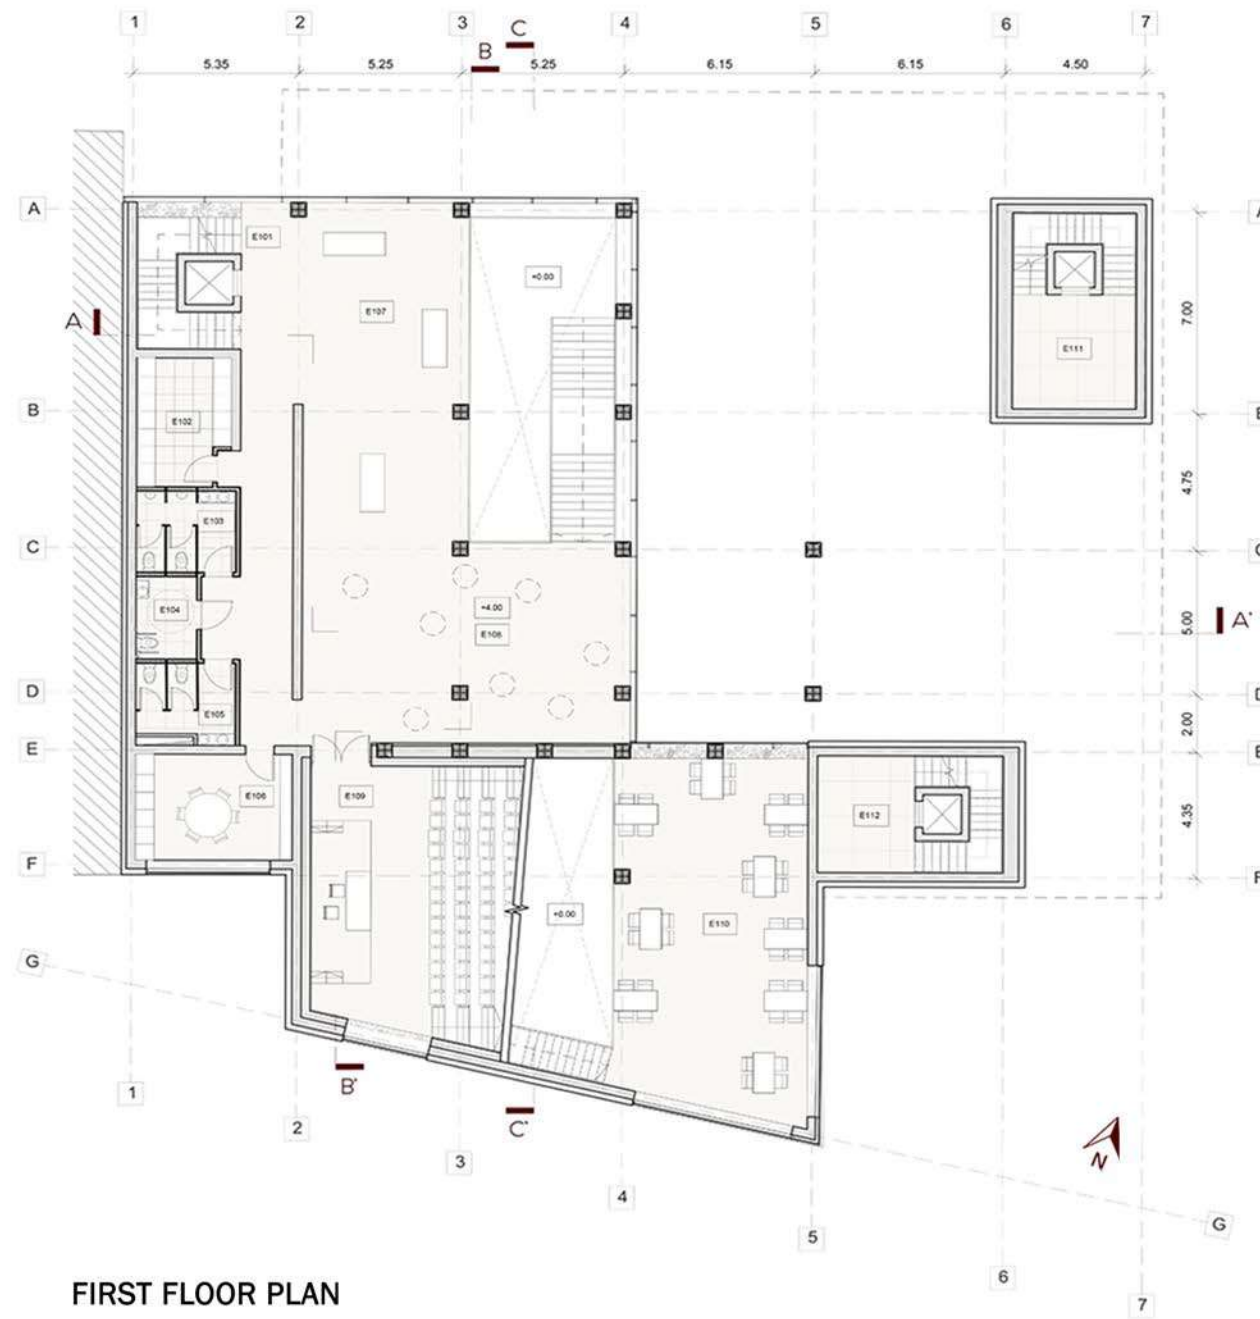 1 2 3 4 5 6 7
C
B
5.35 5.25 5.25 6.15 6.15 4.50
A
E101
+0.00
E107
7.00
A
E111
B
E102
4.75
E103
C
E104
+4.00
E108
5.00
A'
D
E105
D
2.00
E
E106
E109
E112
4.35
F
+0.00
E110
F
G
B'
1
C'
2
3
N
4
G
5
6
7
FIRST FLOOR PLAN